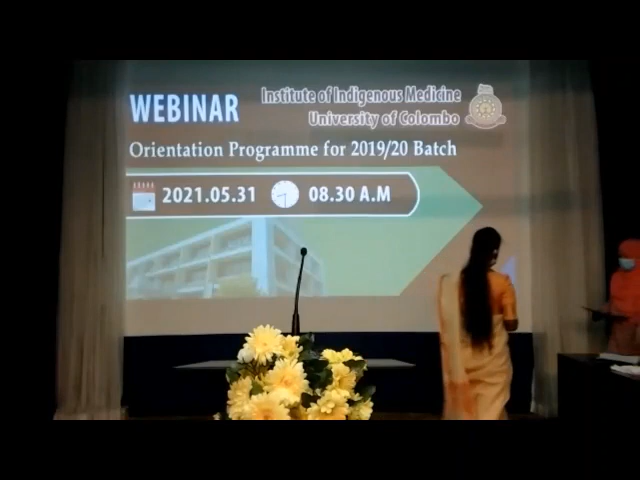 WEBINAR
Institute of Indigenous Medicine
University of Colombo
Orientation Programme for 2019/20 Batch
2021.05.31 08.30 A.M